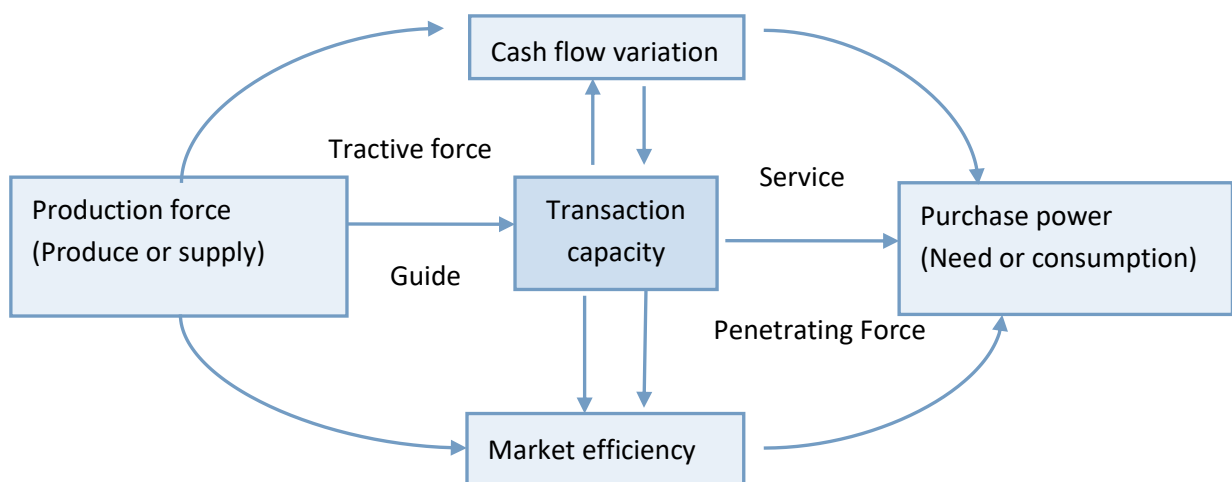 Cash flow variation
Tractive force
Service
Production force
(Produce or supply)
Transaction
capacity
Purchase power
(Need or consumption)
Guide
Penetrating Force
Market efficiency